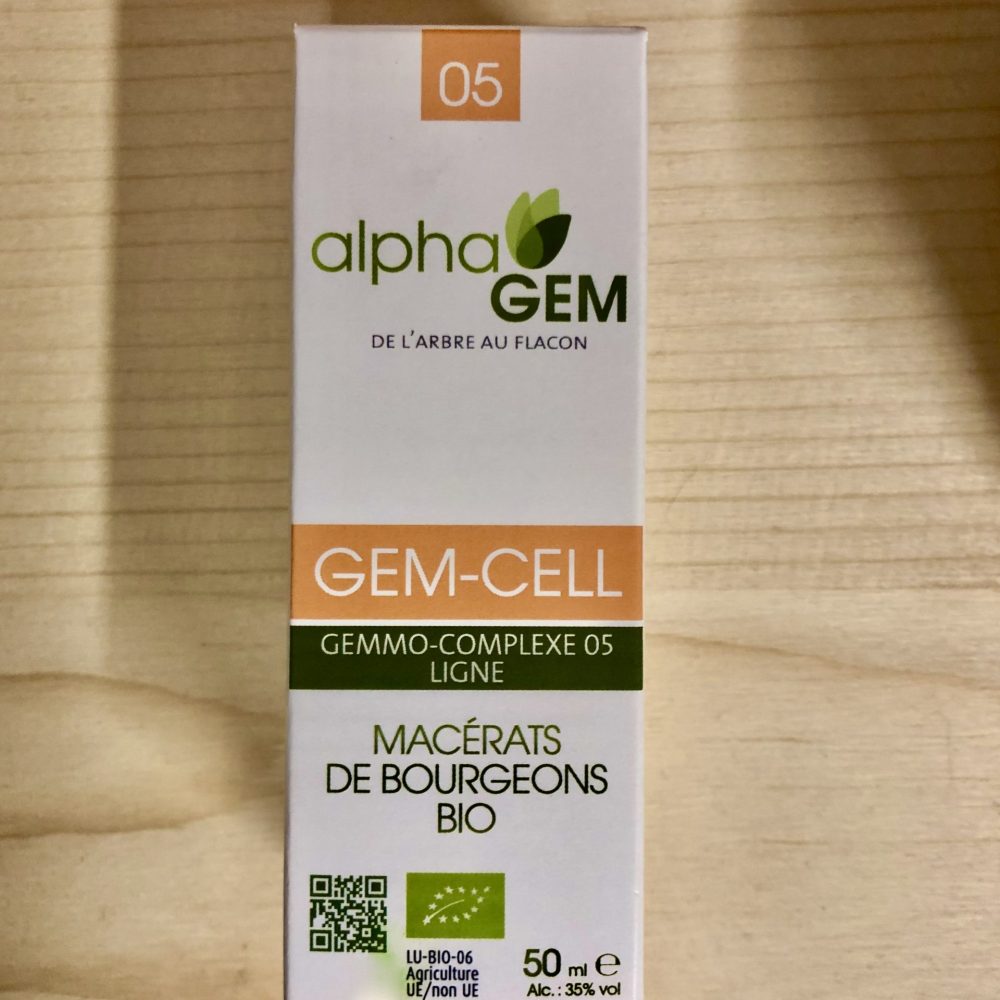 05
alpha
GEM
DE L'ARBRE AU FLACON
GEM-CELL
GEMMO-COMPLEXE 05
LIGNE
MACÉRATS
DE BOURGEONS
BIO
LU-BIO-06
Agriculture
UE/non UE
50 ml e
Alc.: 35% vol